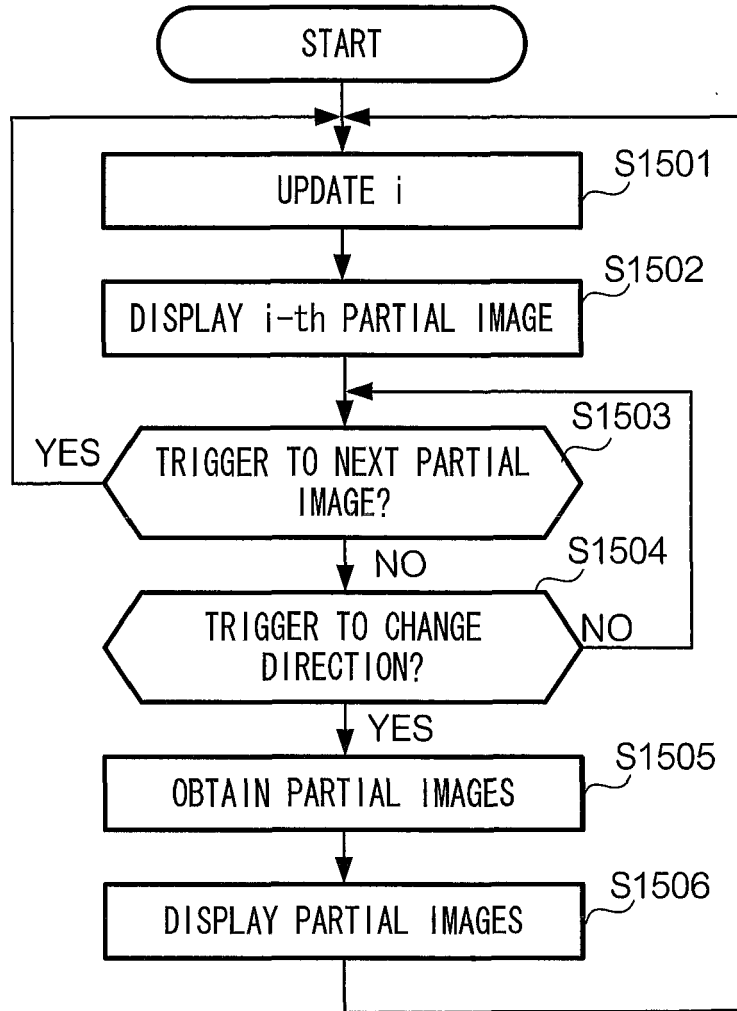 START
UPDATE i
S1501
DISPLAY i-th PARTIAL IMAGE
S1502
TRIGGER TO NEXT PARTIAL
IMAGE?
S1503
YES
NO
TRIGGER TO CHANGE
DIRECTION?
S1504
NO
YES
OBTAIN PARTIAL IMAGES
S1505
DISPLAY PARTIAL IMAGES
S1506